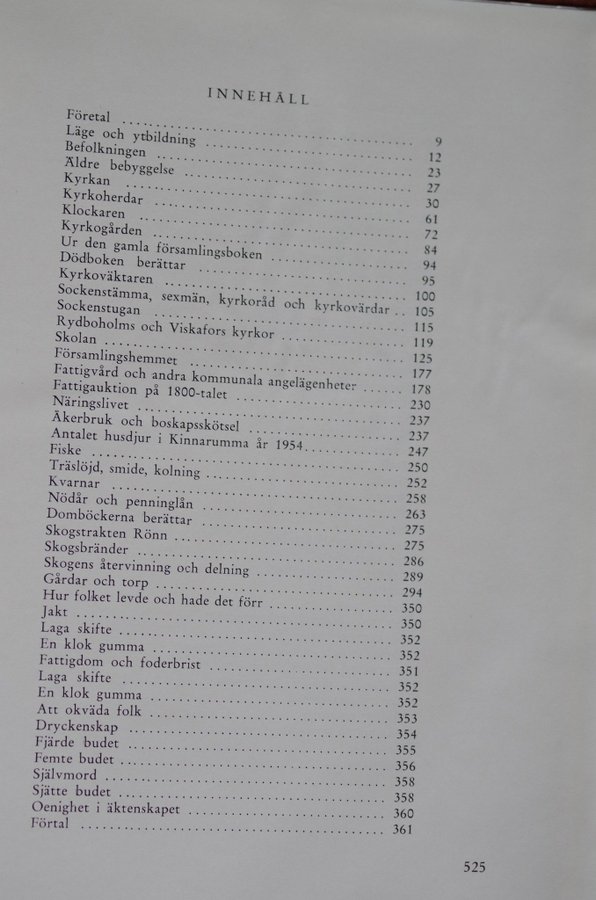 INNEHÅLL
Företal ........ 9
Läge och ytbildning ........ 12
Befolkningen ........ 23
Äldre bebyggelse ........ 27
Kyrkan ........ 30
Kyrkoherdar ........ 61
Klockaren ........ 72
Kyrkogården ........ 84
Ur den gamla församlingsboken ........ 94
Dödboken berättar ........ 95
Kyrkoväktaren ........ 100
Sockenstämma, sexmän, kyrkoråd och kyrkovärdar .. 105
Sockenstugan ........ 115
Rydboholms och Viskafors kyrkor ........ 119
Skolan ........ 125
Församlingshemmet ........ 177
Fattigvård och andra kommunala angelägenheter ...... 178
Fattigauktion på 1800-talet ........ 230
Näringslivet ........ 237
Åkerbruk och boskapsskötsel ........ 237
Antalet husdjur i Kinnarumma år 1954 ........ 247
Fiske ........ 250
Träslöjd, smide, kolning ........ 252
Kvarnar ........ 258
Nödår och penninglån ........ 263
Domböckerna berättar ........ 275
Skogstrakten Rönn ........ 275
Skogsbränder ........ 286
Skogens återvinning och delning ........ 289
Gårdar och torp ........ 294
Hur folket levde och hade det förr ........ 350
Jakt ........ 350
Laga skifte ........ 352
En klok gumma ........ 352
Fattigdom och foderbrist ........ 351
Laga skifte ........ 352
En klok gumma ........ 352
Att okväda folk ........ 353
Dryckenskap ........ 354
Fjärde budet ........ 355
Femte budet ........ 356
Självmord ........ 358
Sjätte budet ........ 358
Oenighet i äktenskapet ........ 360
Förtal ........ 361
525